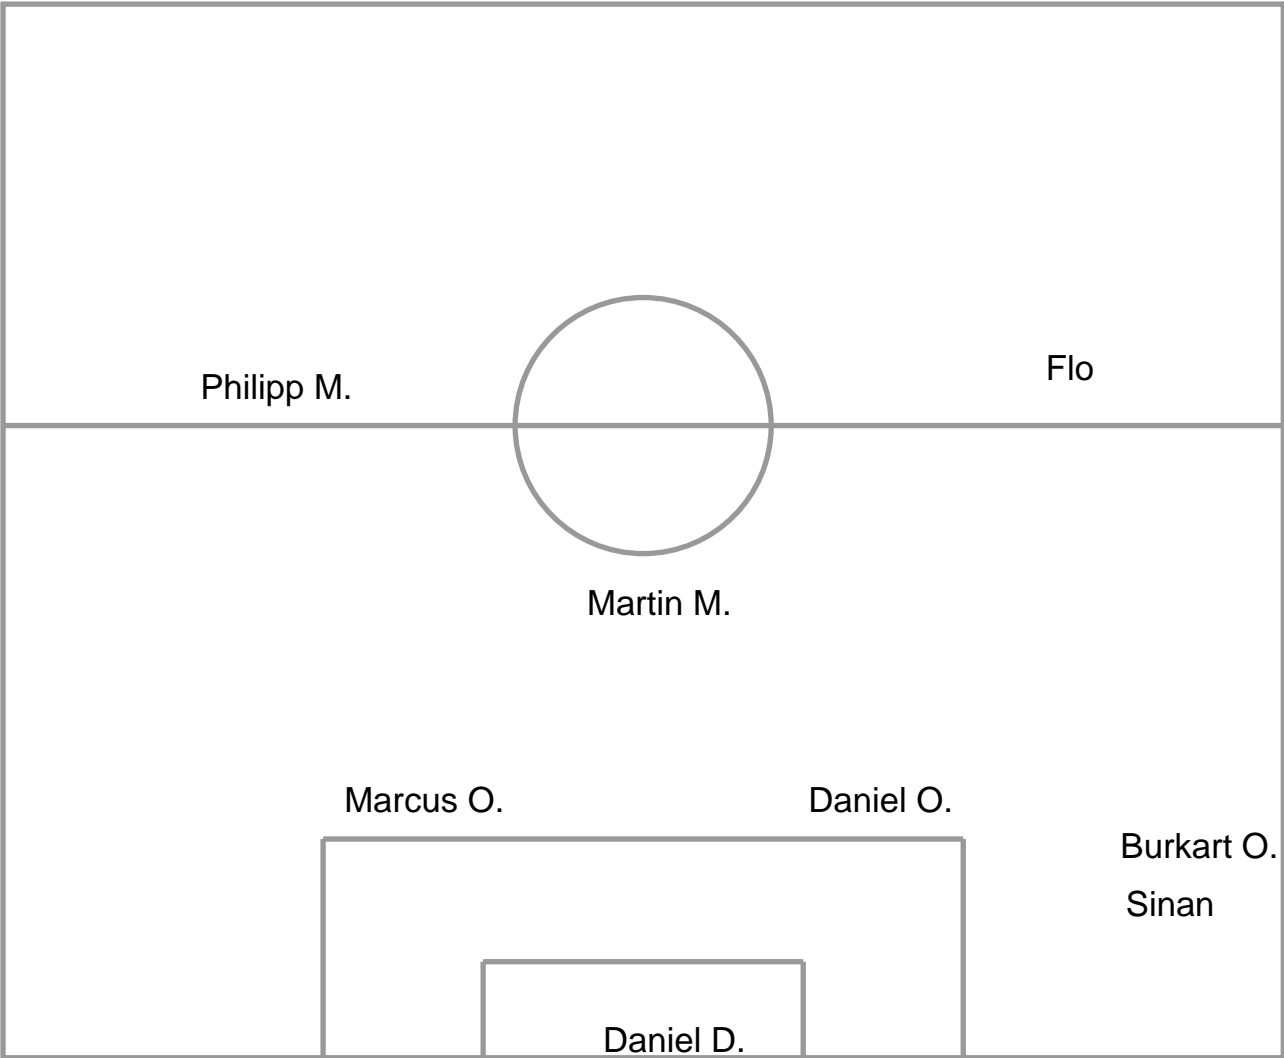 Flo
Philipp M.
Martin M.
Marcus O.
Daniel O.
Burkart O.
Sinan
Daniel D.